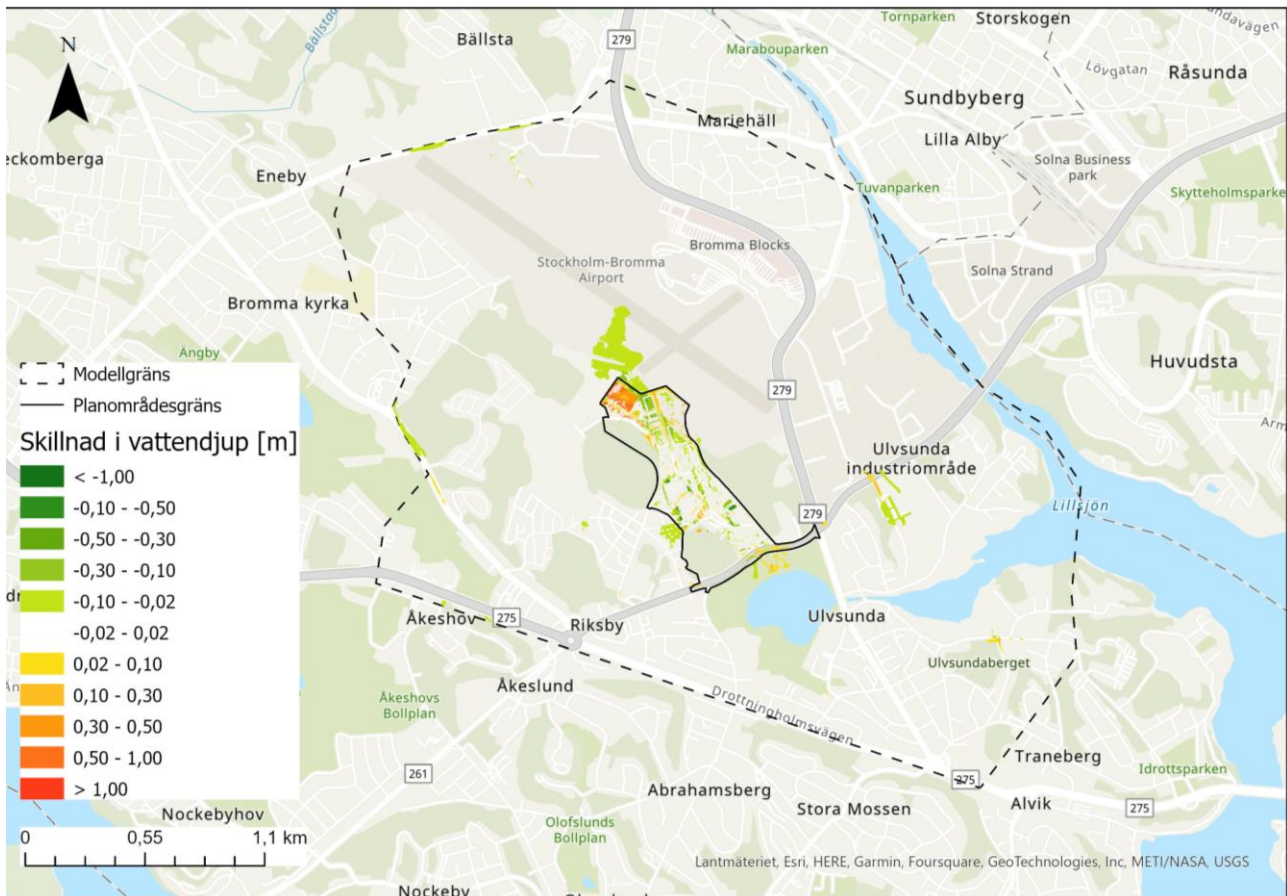 N
Bällstaå
Bällsta
279
Tornparken
Storskogen
Marabouparken
Lövgatan
Råsunda
Sundbyberg
Mariehäll
Lilla Alby
eckomberga
Eneby
Solna Business
park
Tuvanparken
Skytteholmsparke
Bromma Blocks
Stockholm-Bromma
Airport
Solna Strand
Bromma kyrka
Ängby
Huvudsta
Modellgräns
279
Planområdesgräns
Skillnad i vattendjup [m]
< -1,00
-0,10 - -0,50
-0,50 - -0,30
-0,30 - -0,10
-0,10 - -0,02
-0,02 - 0,02
0,02 - 0,10
0,10 - 0,30
0,30 - 0,50
0,50 - 1,00
> 1,00
Ulvsunda
industriområde
279
Lillsjön
Åkeshov
275
Riksby
Ulvsunda
Ulvsundaberget
Åkeslund
Åkeshovs
Bollplan
Drottningholmsvägen
261
Traneberg
Idrottsparken
275
Abrahamsberg
Stora Mossen
Alvik
275
Nockebyhov
Olofslunds
Bollplan
0
0,55
1,1 km
Lantmäteriet, Esri, HERE, Garmin, Foursquare, GeoTechnologies, Inc, METI/NASA, USGS
Nockeby